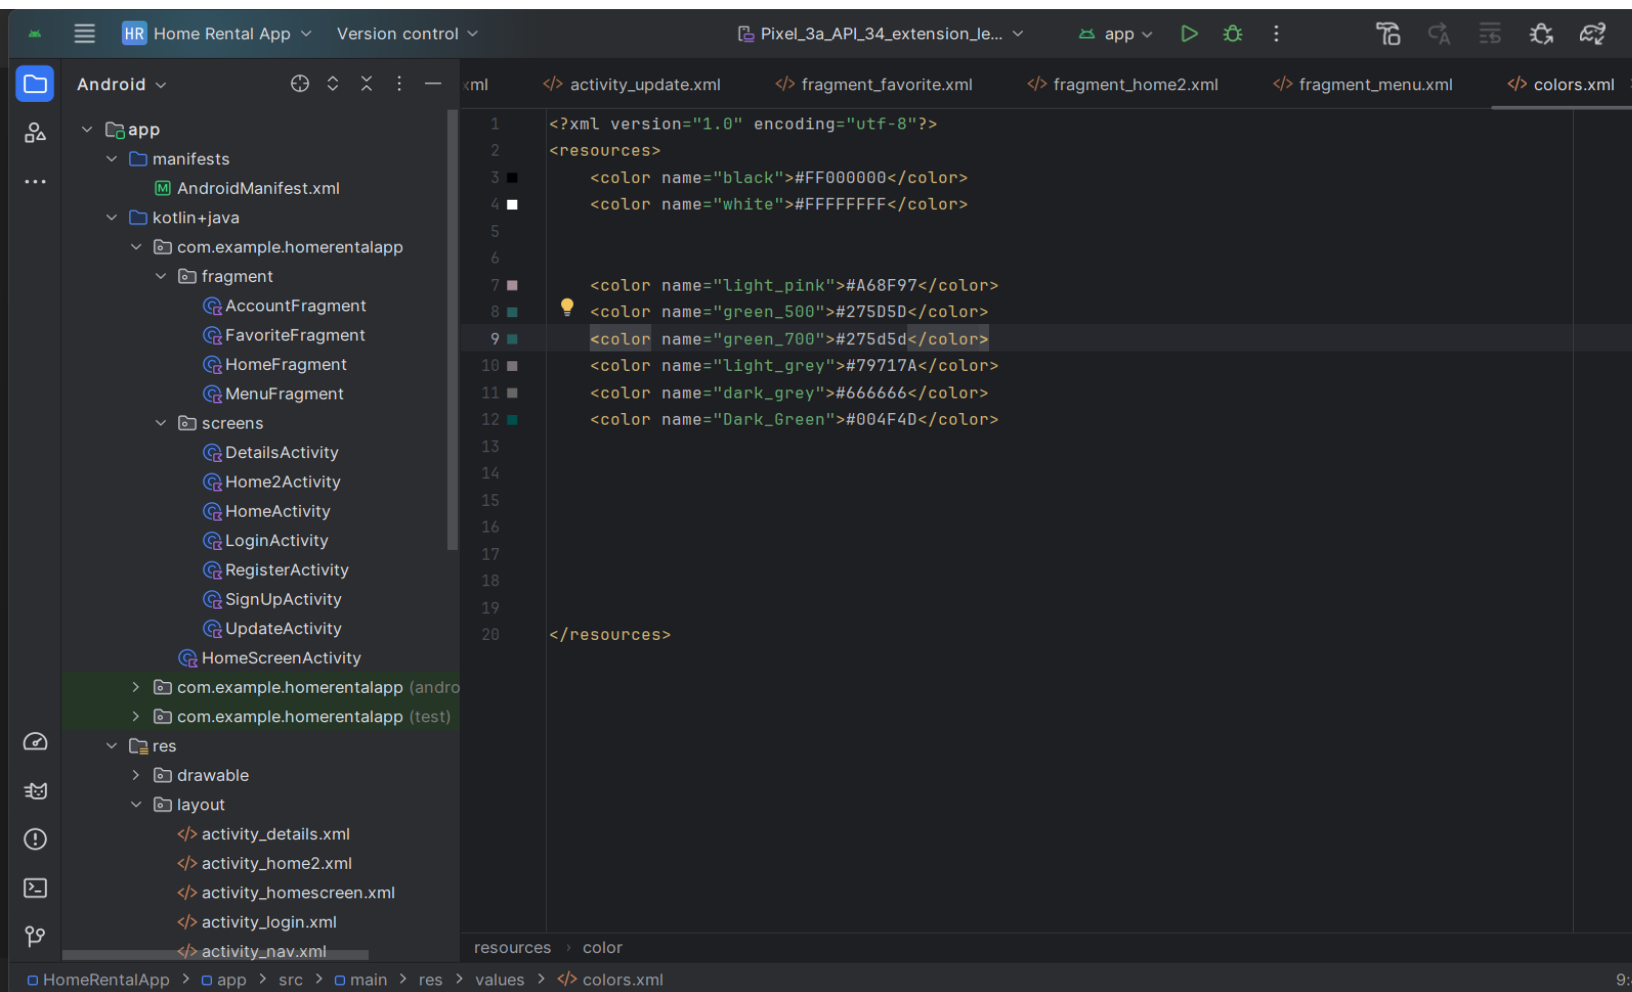 HR Home Rental App Version control Pixel_3a_API_34_extension_le... app
Android
xml activity_update.xml fragment_favorite.xml fragment_home2.xml fragment_menu.xml colors.xml
app
manifests
AndroidManifest.xml
kotlin+java
com.example.homerentalapp
fragment
AccountFragment
FavoriteFragment
HomeFragment
MenuFragment
screens
DetailsActivity
Home2Activity
HomeActivity
LoginActivity
RegisterActivity
SignUpActivity
UpdateActivity
HomeScreenActivity
com.example.homerentalapp (andro
com.example.homerentalapp (test)
res
drawable
layout
activity_details.xml
activity_home2.xml
activity_homescreen.xml
activity_login.xml
activity_nav.xml
1 <?xml version="1.0" encoding="utf-8"?>
2 <resources>
3 <color name="black">#FF000000</color>
4 <color name="white">#FFFFFFFF</color>
5
6
7 <color name="light_pink">#A68F97</color>
8 <color name="green_500">#275D5D</color>
9 <color name="green_700">#275d5d</color>
10 <color name="light_grey">#79717A</color>
11 <color name="dark_grey">#666666</color>
12 <color name="Dark_Green">#004F4D</color>
13
14
15
16
17
18
19
20 </resources>
resources > color
HomeRentalApp > app > src > main > res > values > colors.xml